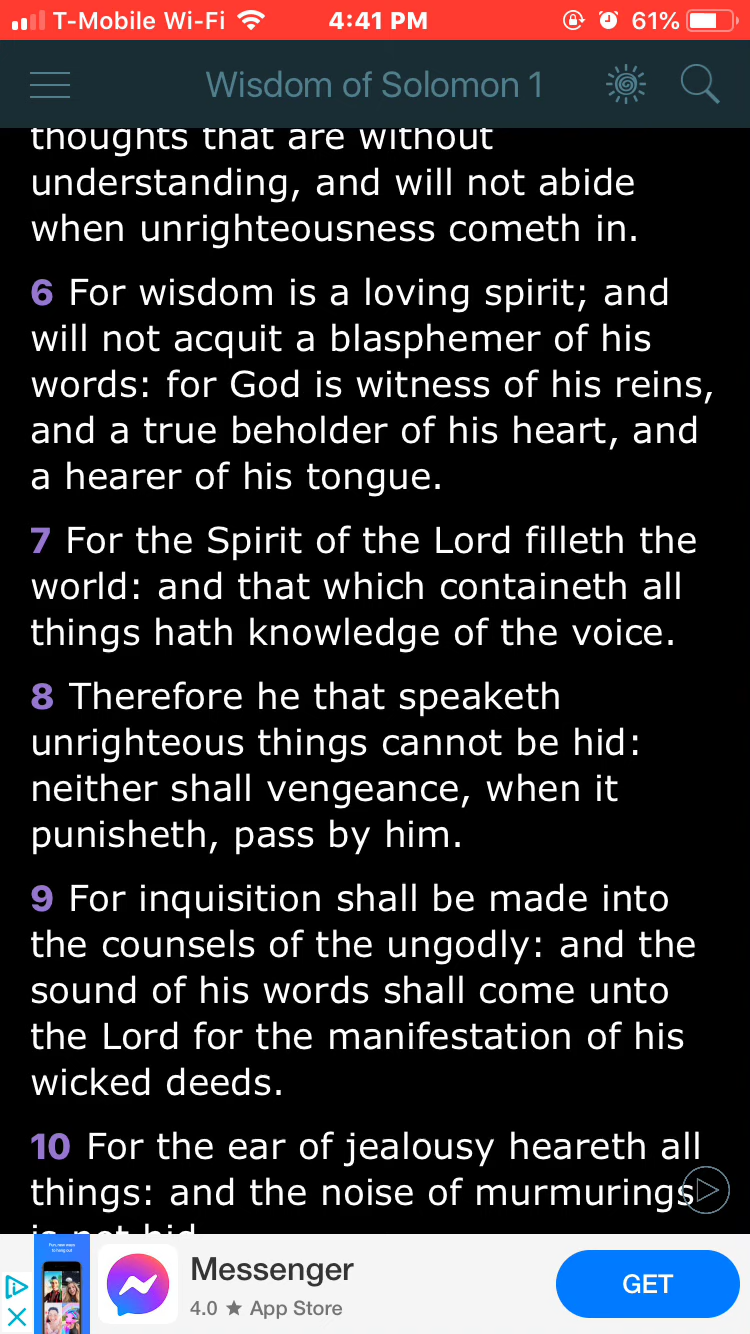 T-Mobile Wi-Fi 4:41 PM 61%
Wisdom of Solomon 1
thoughts that are without
understanding, and will not abide
when unrighteousness cometh in.
6 For wisdom is a loving spirit; and
will not acquit a blasphemer of his
words: for God is witness of his reins,
and a true beholder of his heart, and
a hearer of his tongue.
7 For the Spirit of the Lord filleth the
world: and that which containeth all
things hath knowledge of the voice.
8 Therefore he that speaketh
unrighteous things cannot be hid:
neither shall vengeance, when it
punisheth, pass by him.
9 For inquisition shall be made into
the counsels of the ungodly: and the
sound of his words shall come unto
the Lord for the manifestation of his
wicked deeds.
10 For the ear of jealousy heareth all
things: and the noise of murmurings
is not hid
Messenger
4.0 ★ App Store
GET